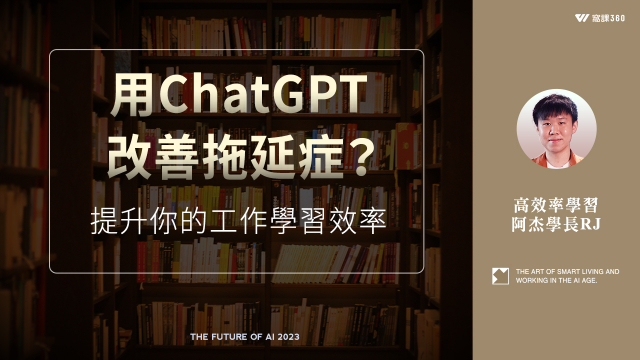 用ChatGPT
改善拖延症？
提升你的工作學習效率
THE FUTURE OF AI 2023
窩課360
高效率學習
阿杰學長RJ
THE ART OF SMART LIVING AND
WORKING IN THE AI AGE.